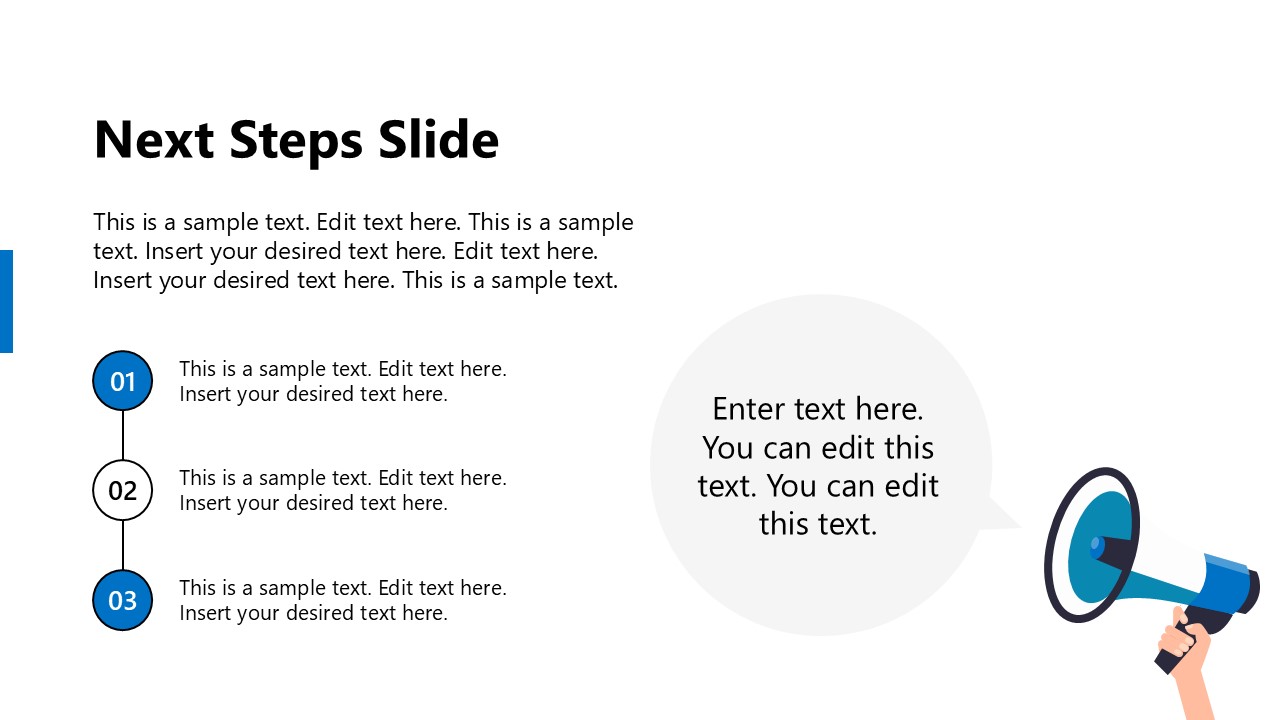 Next Steps Slide
This is a sample text. Edit text here. This is a sample
text. Insert your desired text here. Edit text here.
Insert your desired text here. This is a sample text.
01
This is a sample text. Edit text here.
Insert your desired text here.
02
This is a sample text. Edit text here.
Insert your desired text here.
03
This is a sample text. Edit text here.
Insert your desired text here.
Enter text here.
You can edit this
text. You can edit
this text.